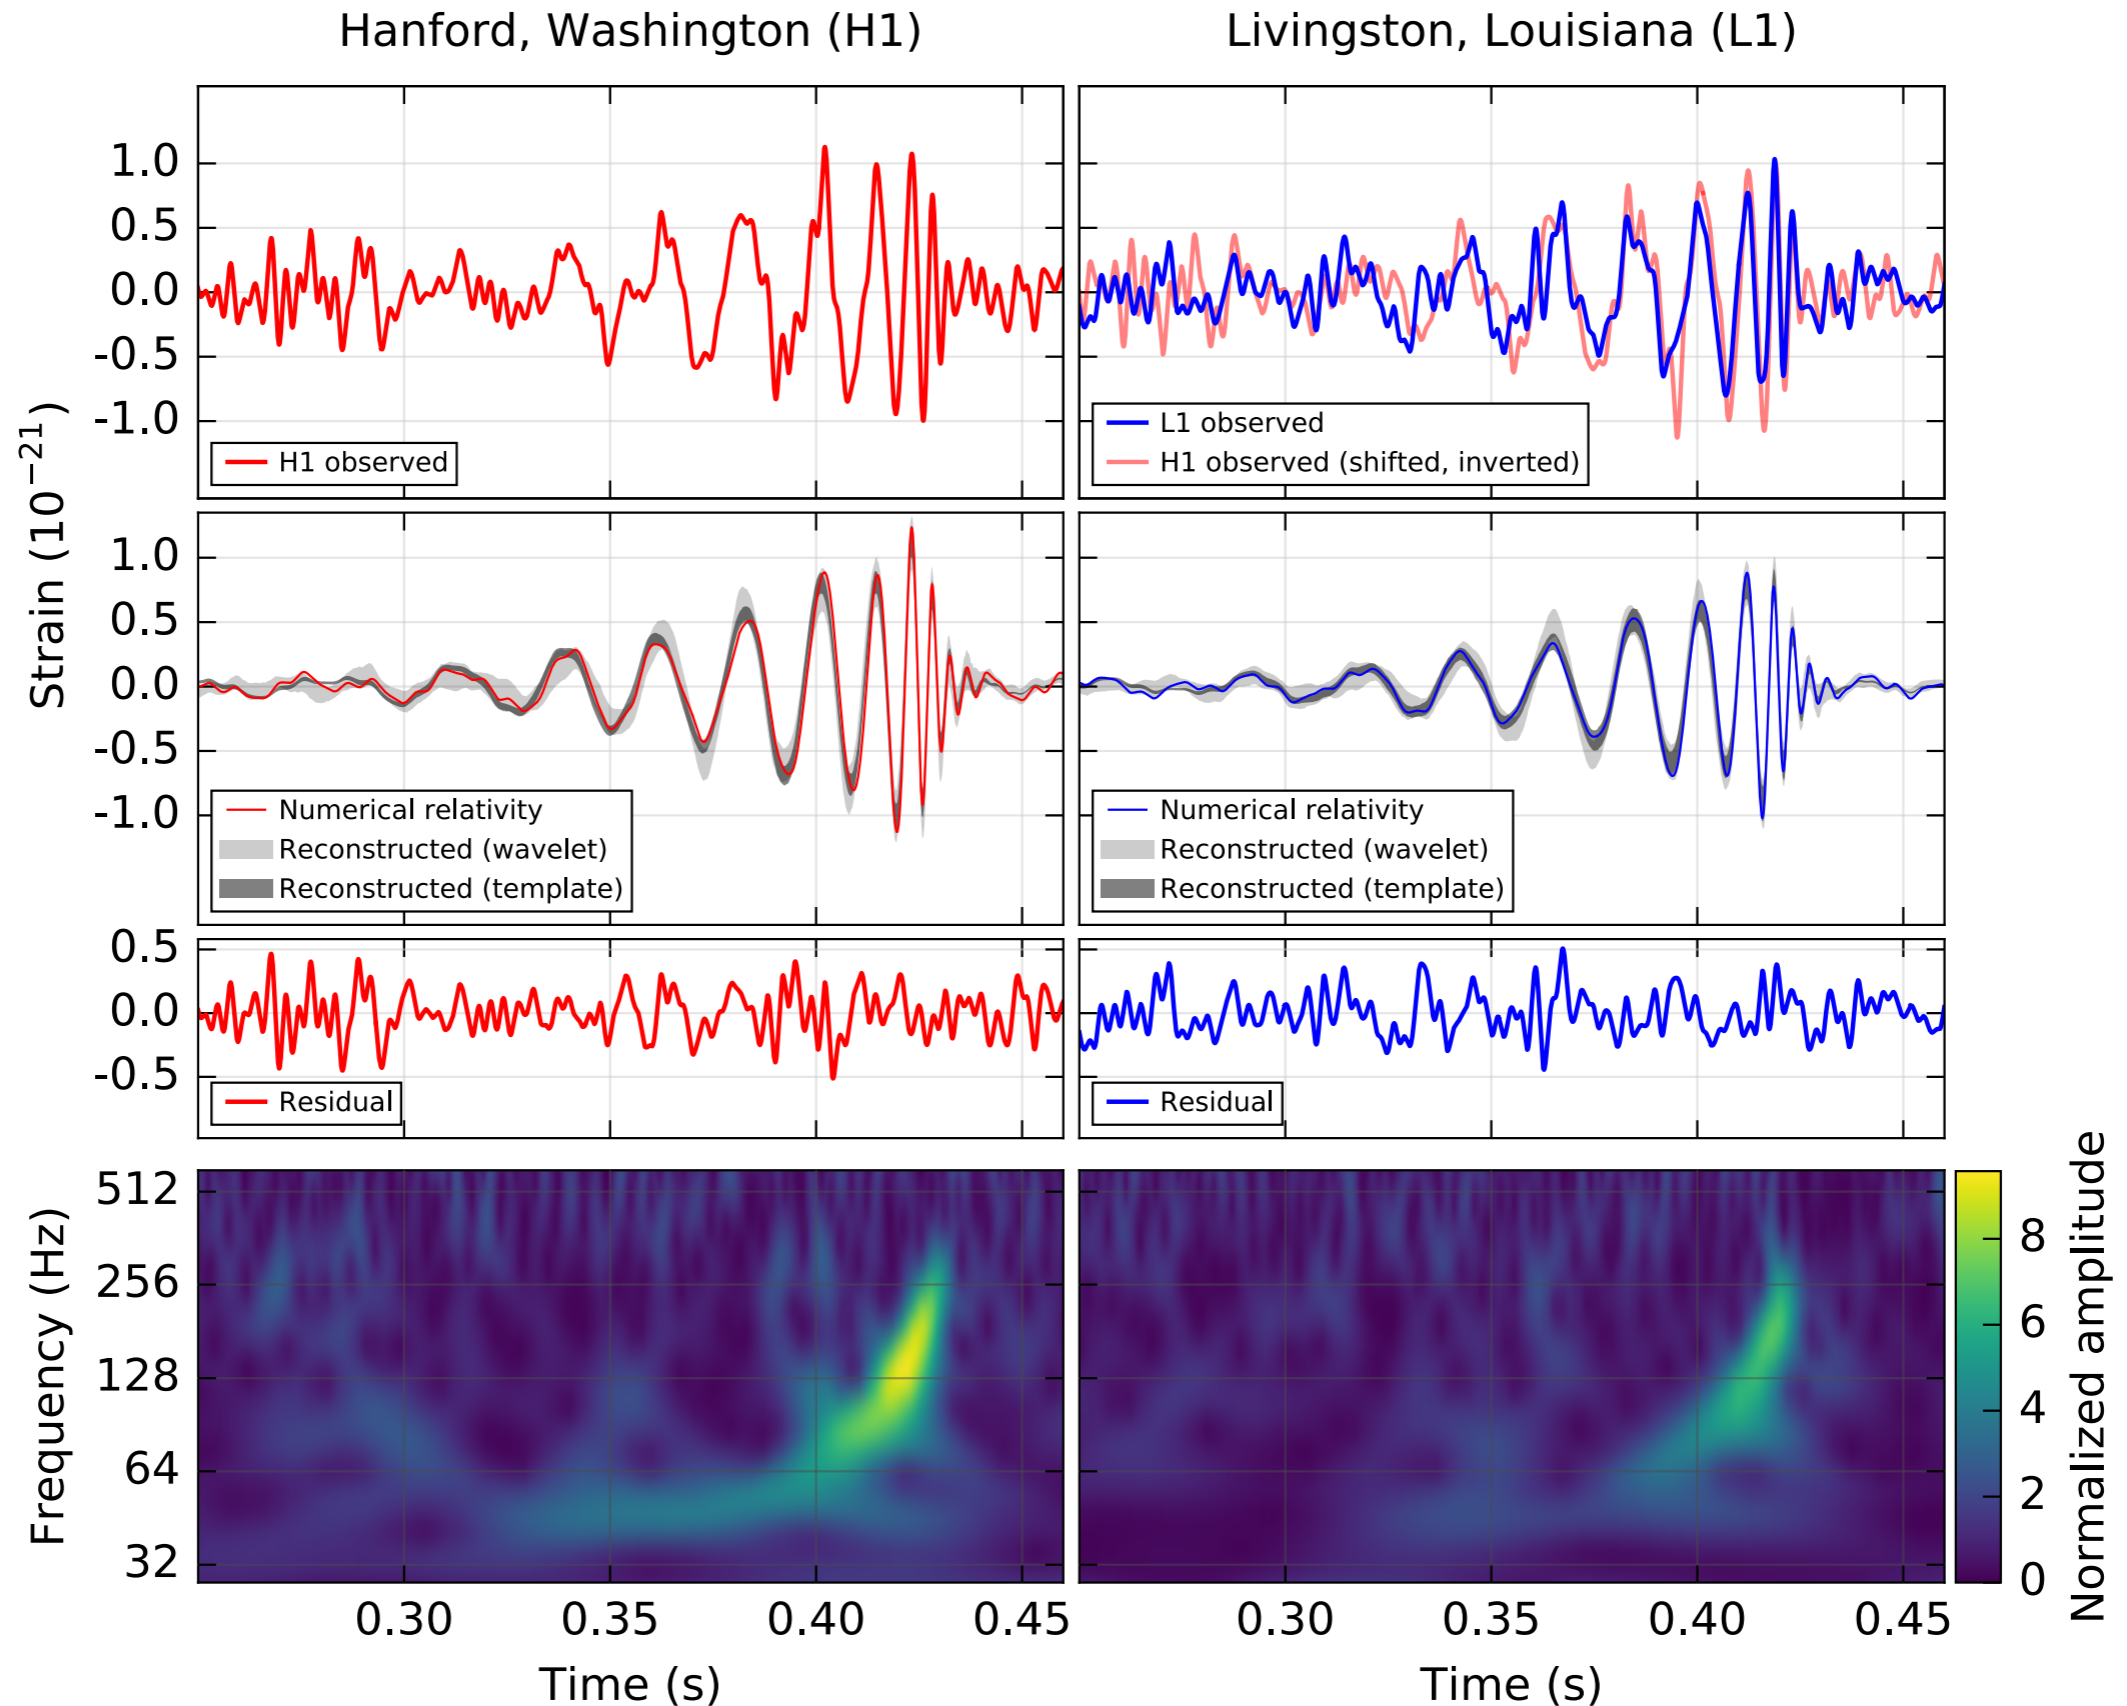 Hanford, Washington (H1)
Livingston, Louisiana (L1)
Strain (10⁻²¹)
1.0
0.5
0.0
-0.5
-1.0
H1 observed
L1 observed
H1 observed (shifted, inverted)
1.0
0.5
0.0
-0.5
-1.0
Numerical relativity
Reconstructed (wavelet)
Reconstructed (template)
Numerical relativity
Reconstructed (wavelet)
Reconstructed (template)
0.5
0.0
-0.5
Residual
Residual
Frequency (Hz)
512
256
128
64
32
0.30 0.35 0.40 0.45
Time (s)
0.30 0.35 0.40 0.45
Time (s)
8
6
4
2
0
Normalized amplitude